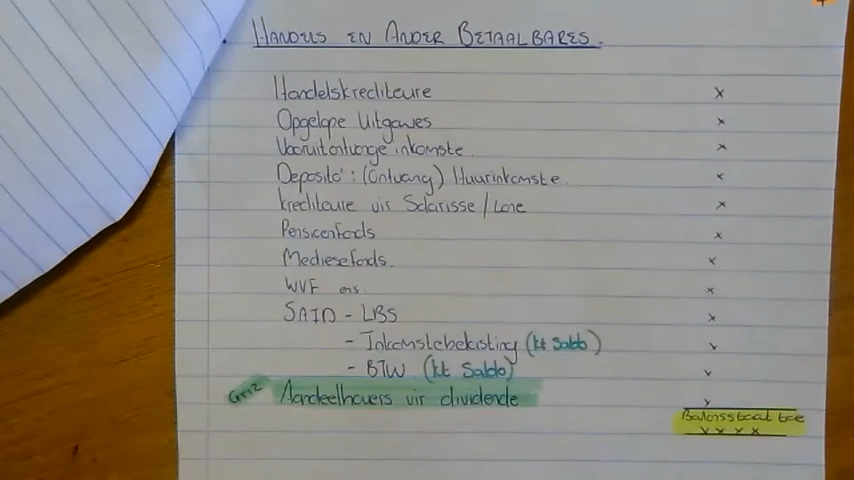 HANDELS EN ANDER BETAALBARES.
Handelskrediteure x
Opgelope Uitgawes x
Vooruitontvange inkomste. x
Deposito: (Ontvang) Huurinkomste. x
Krediteure vir Salarisse/Lone x
Pensioenfonds x
Mediesefonds. x
WVF ens. x
SAID - LBS x
- Inkomstebelasting (kt Saldo) x
- BTW (kt Saldo) x
Gr12 Aandeelhouers vir dividende x
Balansstaat toe
x x x x